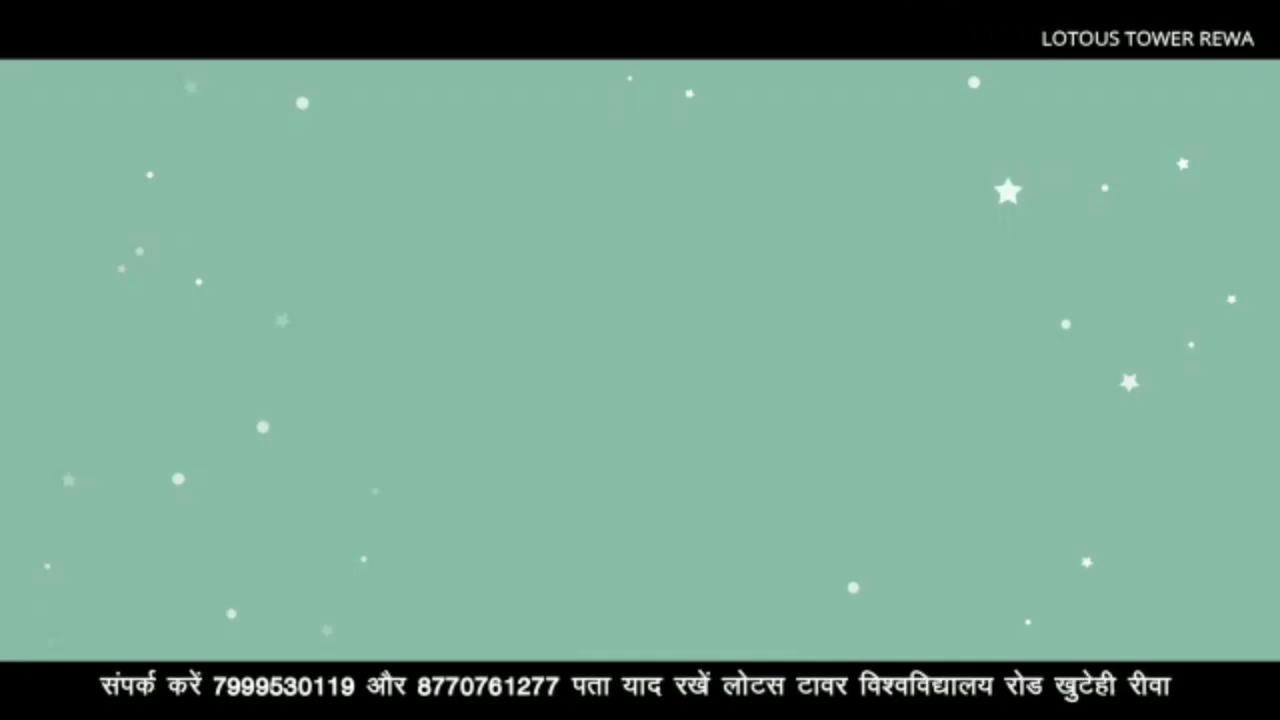 LOTOUS TOWER REWA
संपर्क करें 7999530119 और 8770761277 पता याद रखें लोटस टावर विश्वविद्यालय रोड खुटेही रीवा